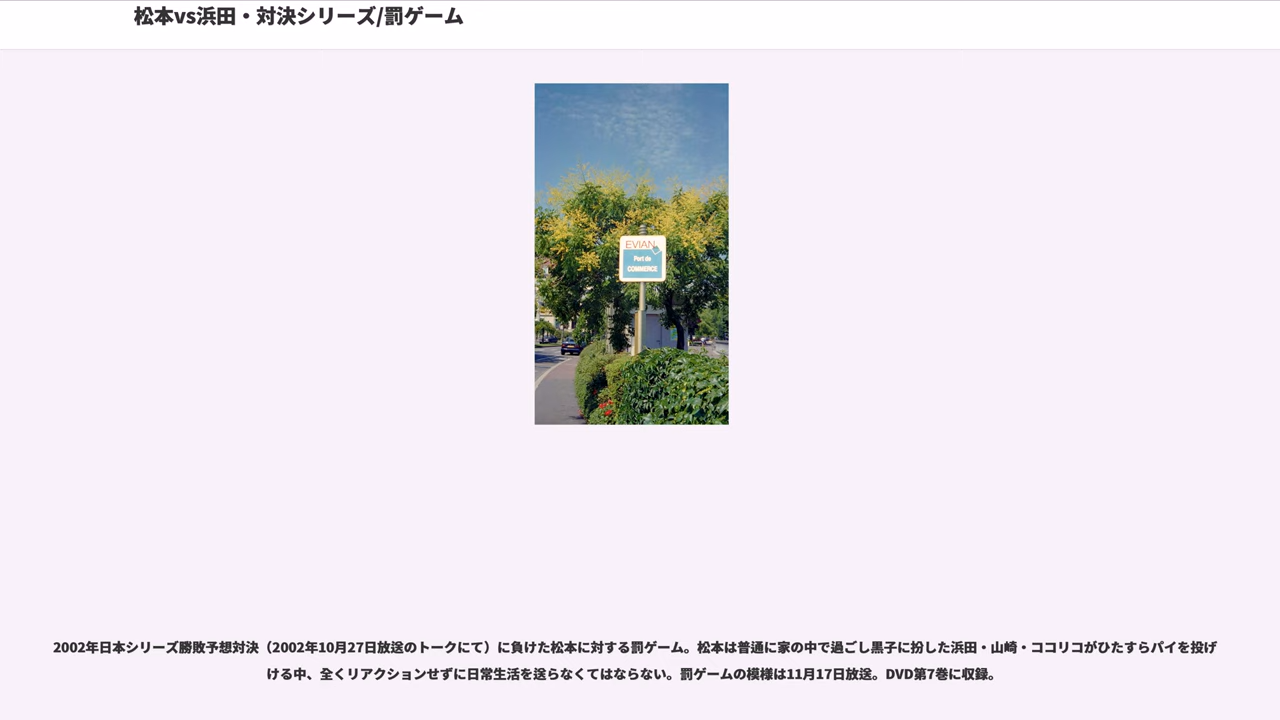 松本vs浜田・対決シリーズ/罰ゲーム
EVIAN
Port de
COMMERCE
2002年日本シリーズ勝敗予想対決（2002年10月27日放送のトークにて）に負けた松本に対する罰ゲーム。松本は普通に家の中で過ごし黒子に扮した浜田・山崎・ココリコがひたすらパイを投げ
ける中、全くリアクションせずに日常生活を送らなくてはならない。罰ゲームの模様は11月17日放送。DVD第7巻に収録。